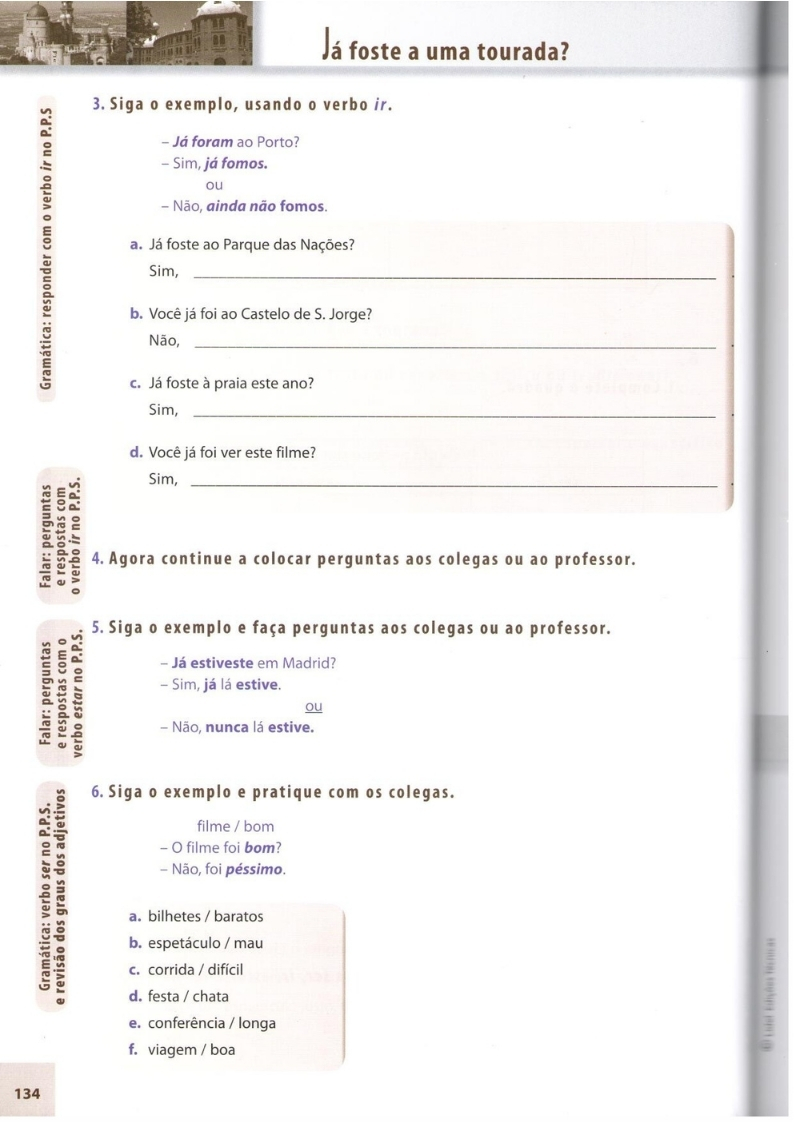 Já foste a uma tourada?
Gramática: responder com o verbo ir no P.P.S
3. Siga o exemplo, usando o verbo ir.
– Já foram ao Porto?
– Sim, já fomos.
ou
– Não, ainda não fomos.
a. Já foste ao Parque das Nações?
Sim, ______________________________ .
b. Você já foi ao Castelo de S. Jorge?
Não, ______________________________ .
c. Já foste à praia este ano?
Sim, ______________________________ .
d. Você já foi ver este filme?
Sim, ______________________________ .
Falar: perguntas
e respostas com
o verbo ir no P.P.S.
4. Agora continue a colocar perguntas aos colegas ou ao professor.
Falar: perguntas
e respostas com o
verbo estar no P.P.S.
5. Siga o exemplo e faça perguntas aos colegas ou ao professor.
– Já estiveste em Madrid?
– Sim, já lá estive.
ou
– Não, nunca lá estive.
Gramática: verbo ser no P.P.S.
e revisão dos graus dos adjetivos
6. Siga o exemplo e pratique com os colegas.
filme / bom
– O filme foi bom?
– Não, foi péssimo.
a. bilhetes / baratos
b. espetáculo / mau
c. corrida / difícil
d. festa / chata
e. conferência / longa
f. viagem / boa
© Lidel Edições Técnicas
134